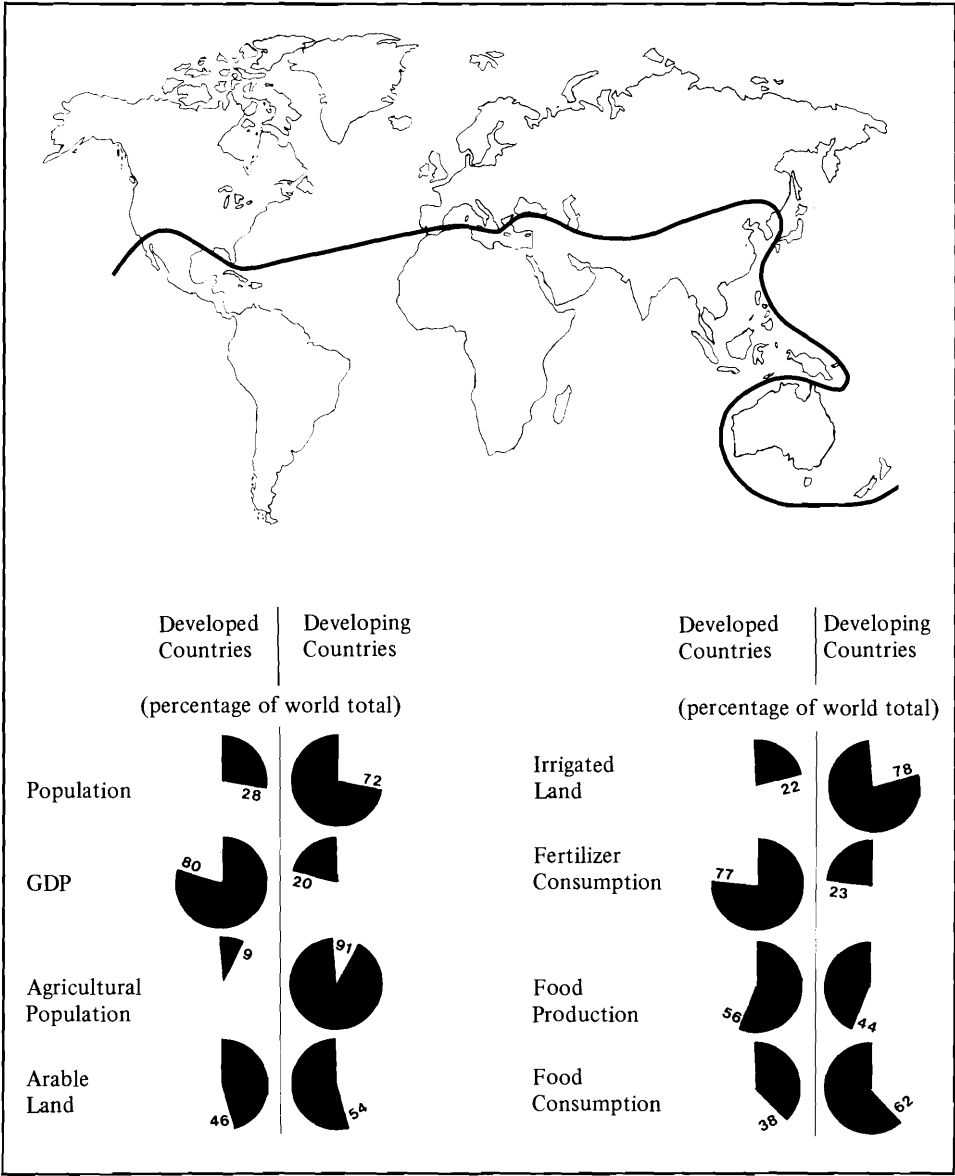 Developed
Countries
Developing
Countries
(percentage of world total)
Population
28
72
GDP
80
20
Agricultural
Population
9
91
Arable
Land
46
54
Developed
Countries
Developing
Countries
(percentage of world total)
Irrigated
Land
22
78
Fertilizer
Consumption
77
23
Food
Production
56
44
Food
Consumption
38
62